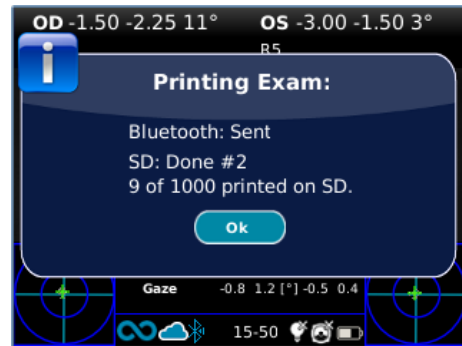 OD -1.50 -2.25 11° OS -3.00 -1.50 3°
R5
Printing Exam:
Bluetooth: Sent
SD: Done #2
9 of 1000 printed on SD.
Ok
Gaze -0.8 1.2 [°] -0.5 0.4
15-50